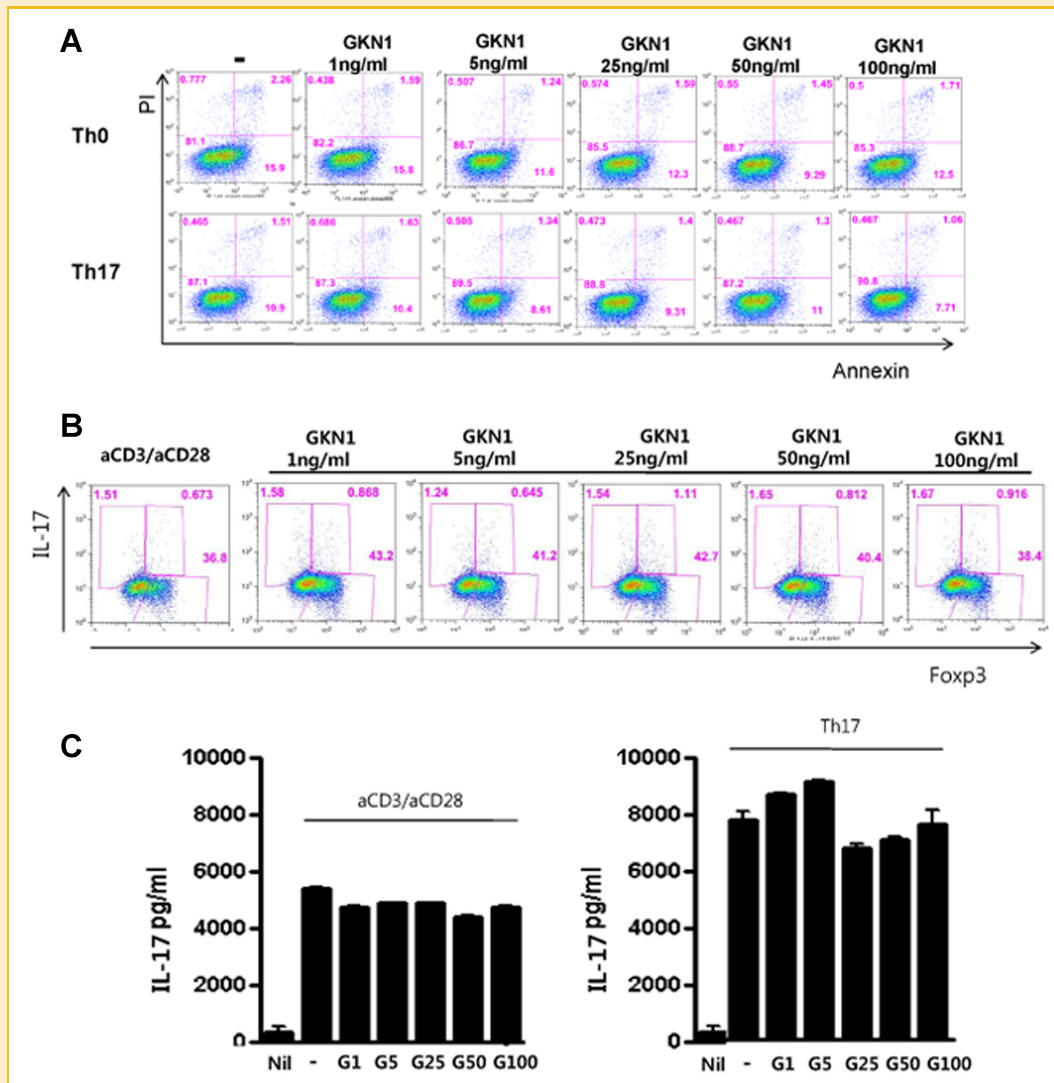 A
- GKN1 GKN1 GKN1 GKN1 GKN1
1ng/ml 5ng/ml 25ng/ml 50ng/ml 100ng/ml
PI
Th0
0.777 2.26 0.438 1.59 0.507 1.24 0.574 1.59 0.55 1.45 0.5 1.71
81.1 82.2 86.7 85.5 88.7 85.3
15.9 15.8 11.6 12.3 9.29 12.5
Th17
0.465 1.51 0.686 1.63 0.505 1.34 0.473 1.4 0.467 1.3 0.467 1.06
87.1 87.3 89.5 88.8 87.2 90.8
10.9 10.4 8.61 9.31 11 7.71
Annexin
B
aCD3/aCD28 GKN1 GKN1 GKN1 GKN1 GKN1
1ng/ml 5ng/ml 25ng/ml 50ng/ml 100ng/ml
IL-17
1.51 0.673 1.58 0.868 1.24 0.645 1.54 1.11 1.65 0.812 1.67 0.916
36.8 43.2 41.2 42.7 40.4 38.4
Foxp3
C
aCD3/aCD28
IL-17 pg/ml
10000
8000
6000
4000
2000
0
Nil - G1 G5 G25 G50 G100
Th17
IL-17 pg/ml
10000
8000
6000
4000
2000
0
Nil - G1 G5 G25 G50 G100